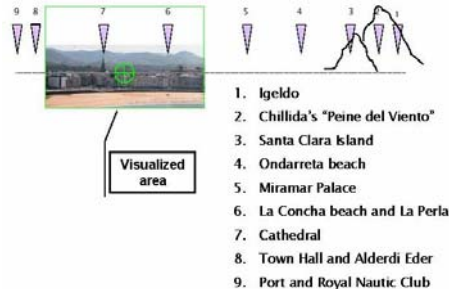 9 8 7 6 5 4 3 2 1
Visualized
area
1. Igeldo
2. Chillida's "Peine del Viento"
3. Santa Clara Island
4. Ondarreta beach
5. Miramar Palace
6. La Concha beach and La Perla
7. Cathedral
8. Town Hall and Alderdi Eder
9. Port and Royal Nautic Club